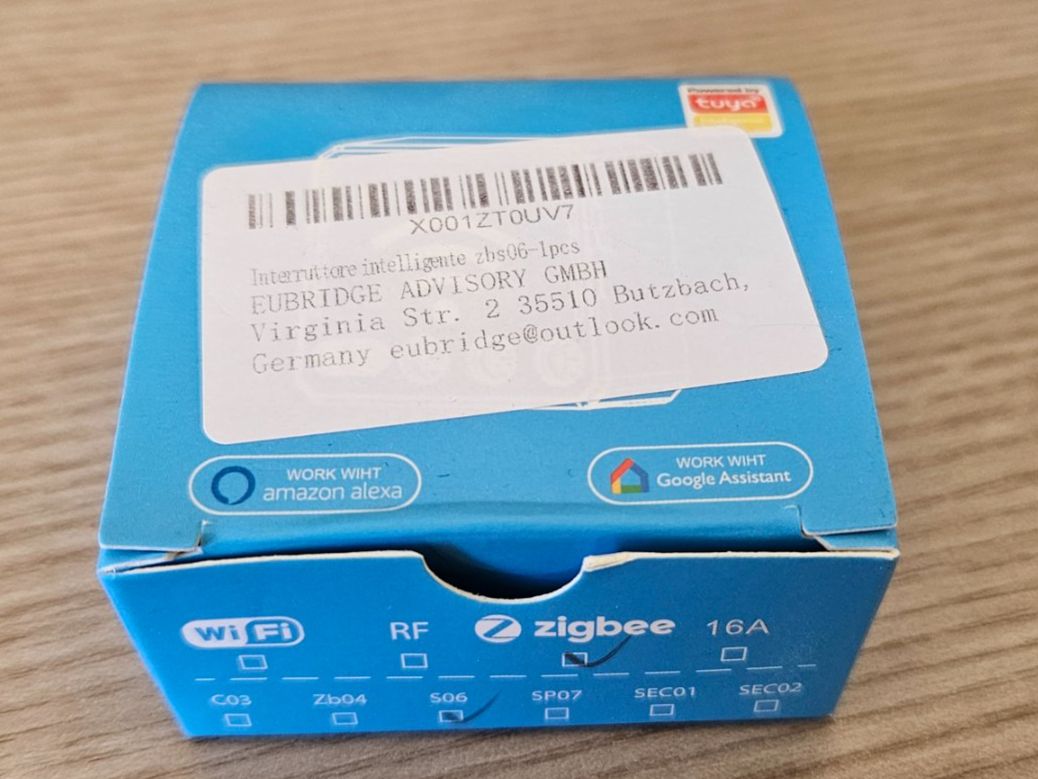 Powered by
tuya
X001ZT0UV7
Interruttore intelligente zbs06-1pcs
EUBRIDGE ADVISORY GMBH
Virginia Str. 2 35510 Butzbach,
Germany eubridge@outlook.com
WORK WIHT
amazon alexa
WORK WIHT
Google Assistant
WiFi RF zigbee 16A
C03 Zb04 S06 SP07 SEC01 SEC02